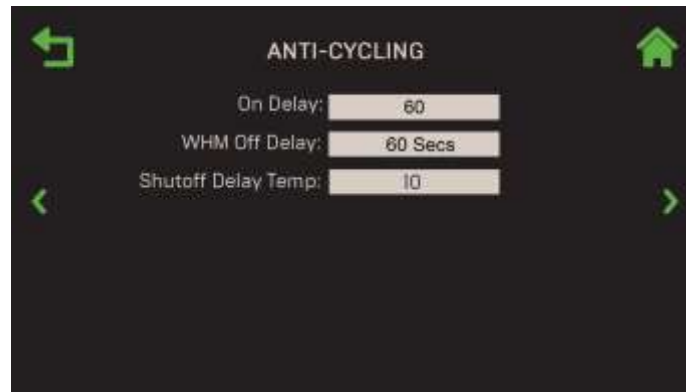 ANTI-CYCLING
On Delay: 60
WHM Off Delay: 60 Secs
Shutoff Delay Temp: 10